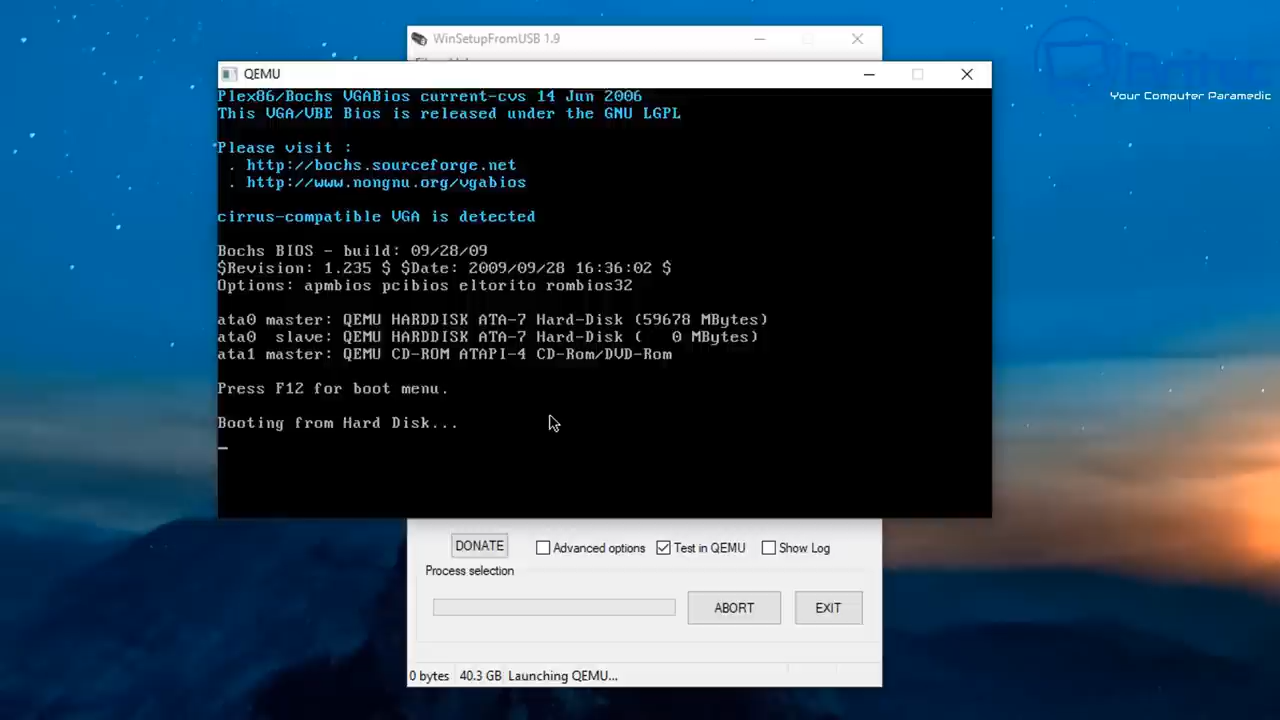 WinSetupFromUSB 1.9
QEMU
Plex86/Bochs VGABios current-cvs 14 Jun 2006
This VGA/VBE Bios is released under the GNU LGPL
Please visit :
. http://bochs.sourceforge.net
. http://www.nongnu.org/vgabios
cirrus-compatible VGA is detected
Bochs BIOS - build: 09/28/09
$Revision: 1.235 $ $Date: 2009/09/28 16:36:02 $
Options: apmbios pcibios eltorito rombios32
ata0 master: QEMU HARDDISK ATA-7 Hard-Disk (59678 MBytes)
ata0  slave: QEMU HARDDISK ATA-7 Hard-Disk (   0 MBytes)
ata1 master: QEMU CD-ROM ATAPI-4 CD-Rom/DVD-Rom
Press F12 for boot menu.
Booting from Hard Disk...
_
Britec
Your Computer Paramedic
DONATE Advanced options Test in QEMU Show Log
Process selection
ABORT EXIT
0 bytes 40.3 GB Launching QEMU...